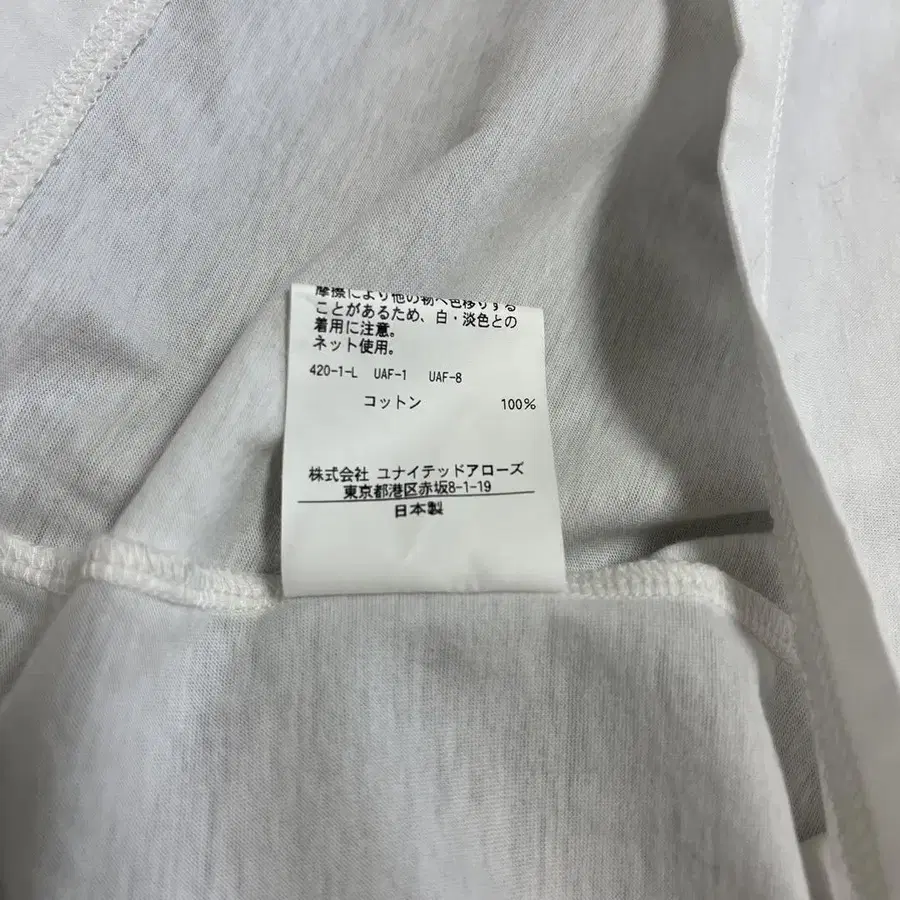 摩擦により他の物へ色移りする
ことがあるため、白・淡色との
着用に注意。
ネット使用。
420-1-L UAF-1 UAF-8
コットン 100%
株式会社 ユナイテッドアローズ
東京都港区赤坂8-1-19
日本製